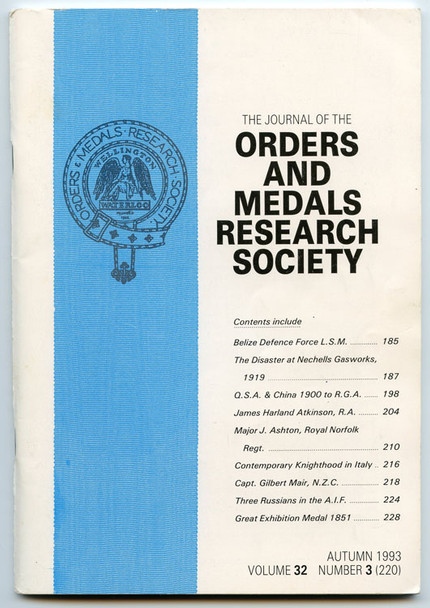 THE JOURNAL OF THE
ORDERS
AND
MEDALS
RESEARCH
SOCIETY
ORDERS & MEDALS · RESEARCH · SOCIETY
WELLINGTON
WATERLOO
Contents include
Belize Defence Force L.S.M. ............ 185
The Disaster at Nechells Gasworks,
1919 ................................................ 187
Q.S.A. & China 1900 to R.G.A. ...... 198
James Harland Atkinson, R.A. ........ 204
Major J. Ashton, Royal Norfolk
Regt. ................................................ 210
Contemporary Knighthood in Italy .. 216
Capt. Gilbert Mair, N.Z.C. ............... 218
Three Russians in the A.I.F. ............ 224
Great Exhibition Medal 1851 ........... 228
AUTUMN 1993
VOLUME 32 NUMBER 3 (220)